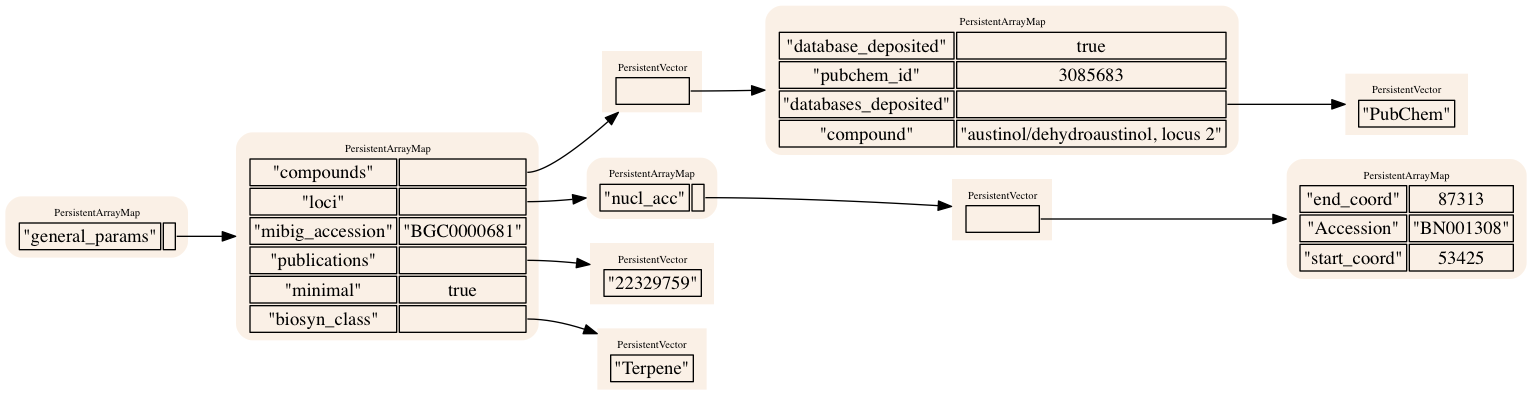 PersistentArrayMap
"general_params"
PersistentArrayMap
"compounds"
"loci"
"mibig_accession" "BGC0000681"
"publications"
"minimal" true
"biosyn_class"
PersistentVector
PersistentArrayMap
"nucl_acc"
PersistentVector
"22329759"
PersistentVector
"Terpene"
PersistentArrayMap
"database_deposited" true
"pubchem_id" 3085683
"databases_deposited"
"compound" "austinol/dehydroaustinol, locus 2"
PersistentVector
PersistentVector
"PubChem"
PersistentArrayMap
"end_coord" 87313
"Accession" "BN001308"
"start_coord" 53425